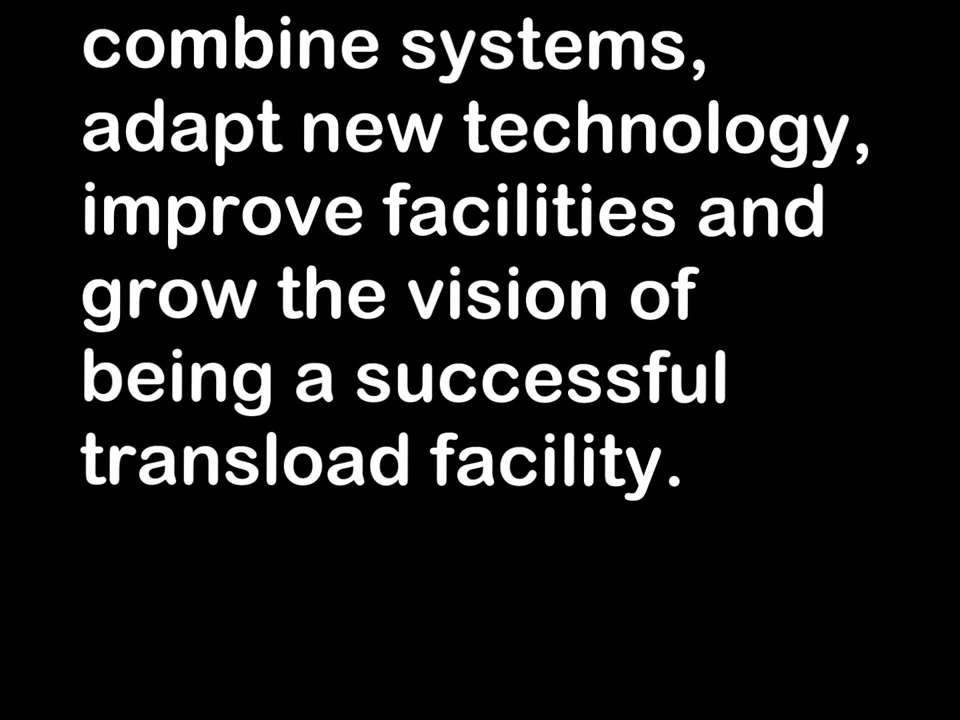 combine systems,
adapt new technology,
improve facilities and
grow the vision of
being a successful
transload facility.